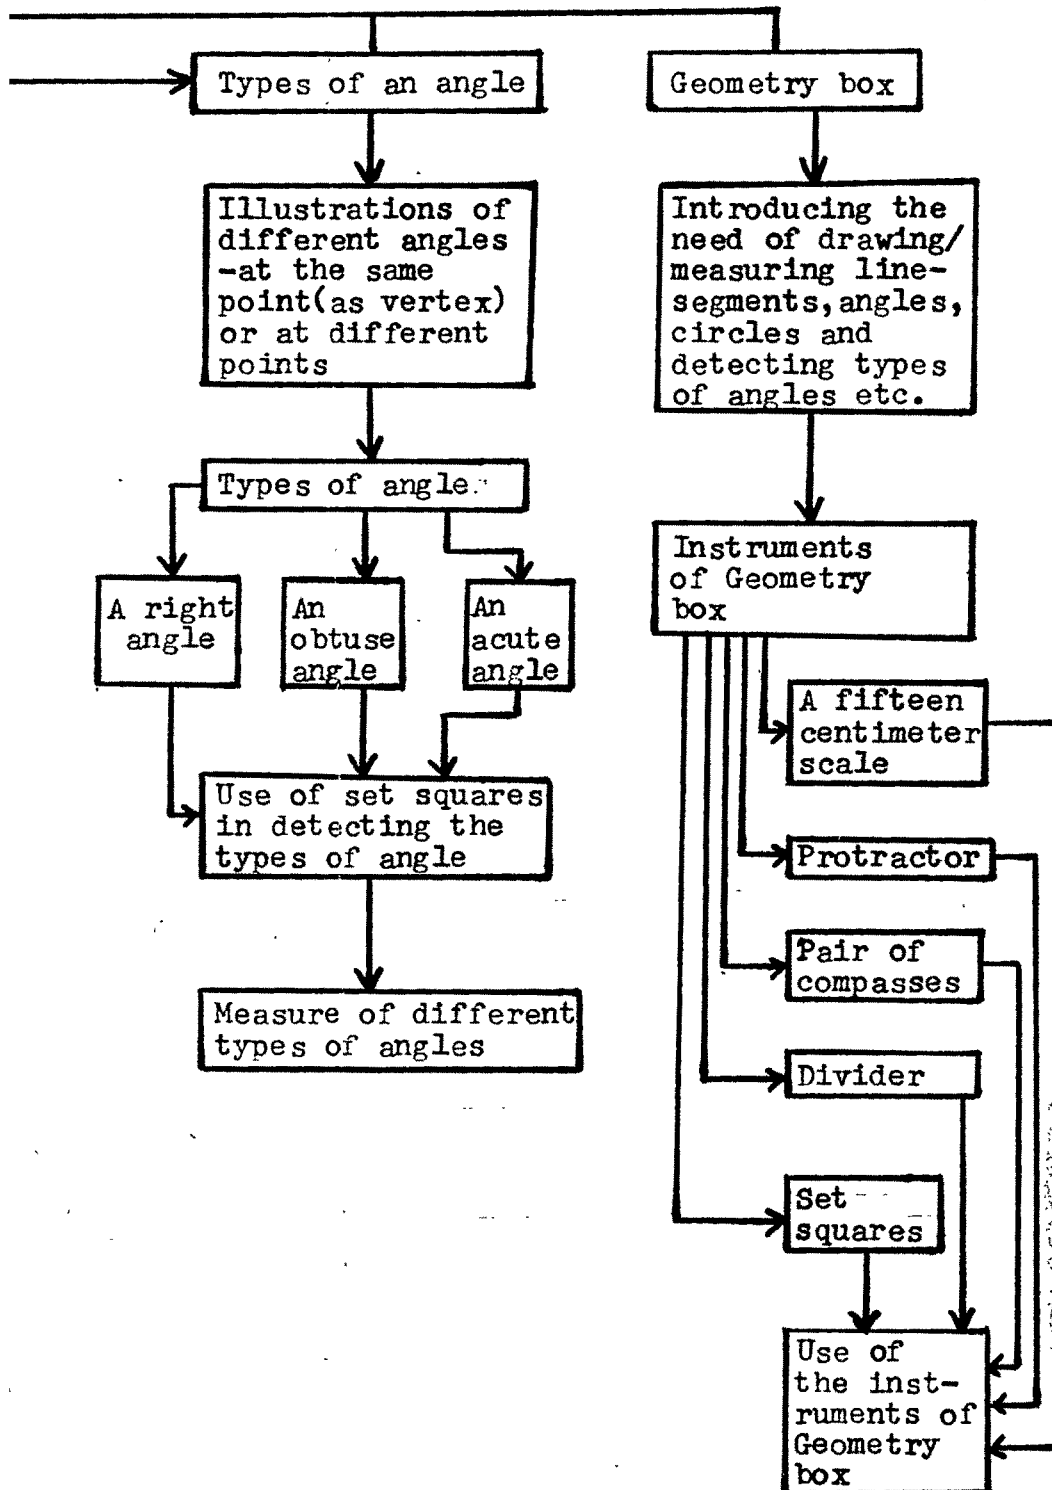 Types of an angle
Illustrations of
different angles
-at the same
point(as vertex)
or at different
points
Types of angle.
A right
angle
An
obtuse
angle
An
acute
angle
Use of set squares
in detecting the
types of angle
Measure of different
types of angles
Geometry box
Introducing the
need of drawing/
measuring line-
segments,angles,
circles and
detecting types
of angles etc.
Instruments
of Geometry
box
A fifteen
centimeter
scale
Protractor
Pair of
compasses
Divider
Set
squares
Use of
the inst-
ruments of
Geometry
box